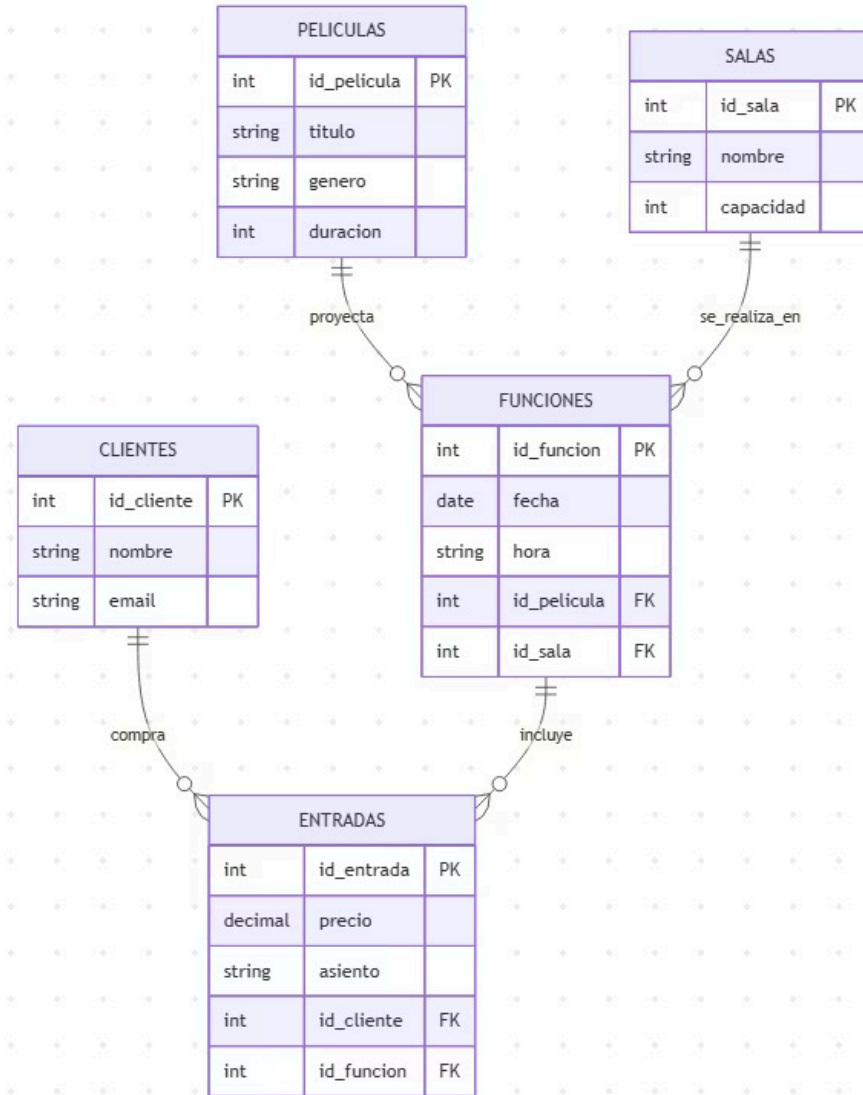 PELICULAS
int id_pelicula PK
string titulo
string genero
int duracion
SALAS
int id_sala PK
string nombre
int capacidad
proyecta
se_realiza_en
FUNCIONES
int id_funcion PK
date fecha
string hora
int id_pelicula FK
int id_sala FK
CLIENTES
int id_cliente PK
string nombre
string email
compra
incluye
ENTRADAS
int id_entrada PK
decimal precio
string asiento
int id_cliente FK
int id_funcion FK